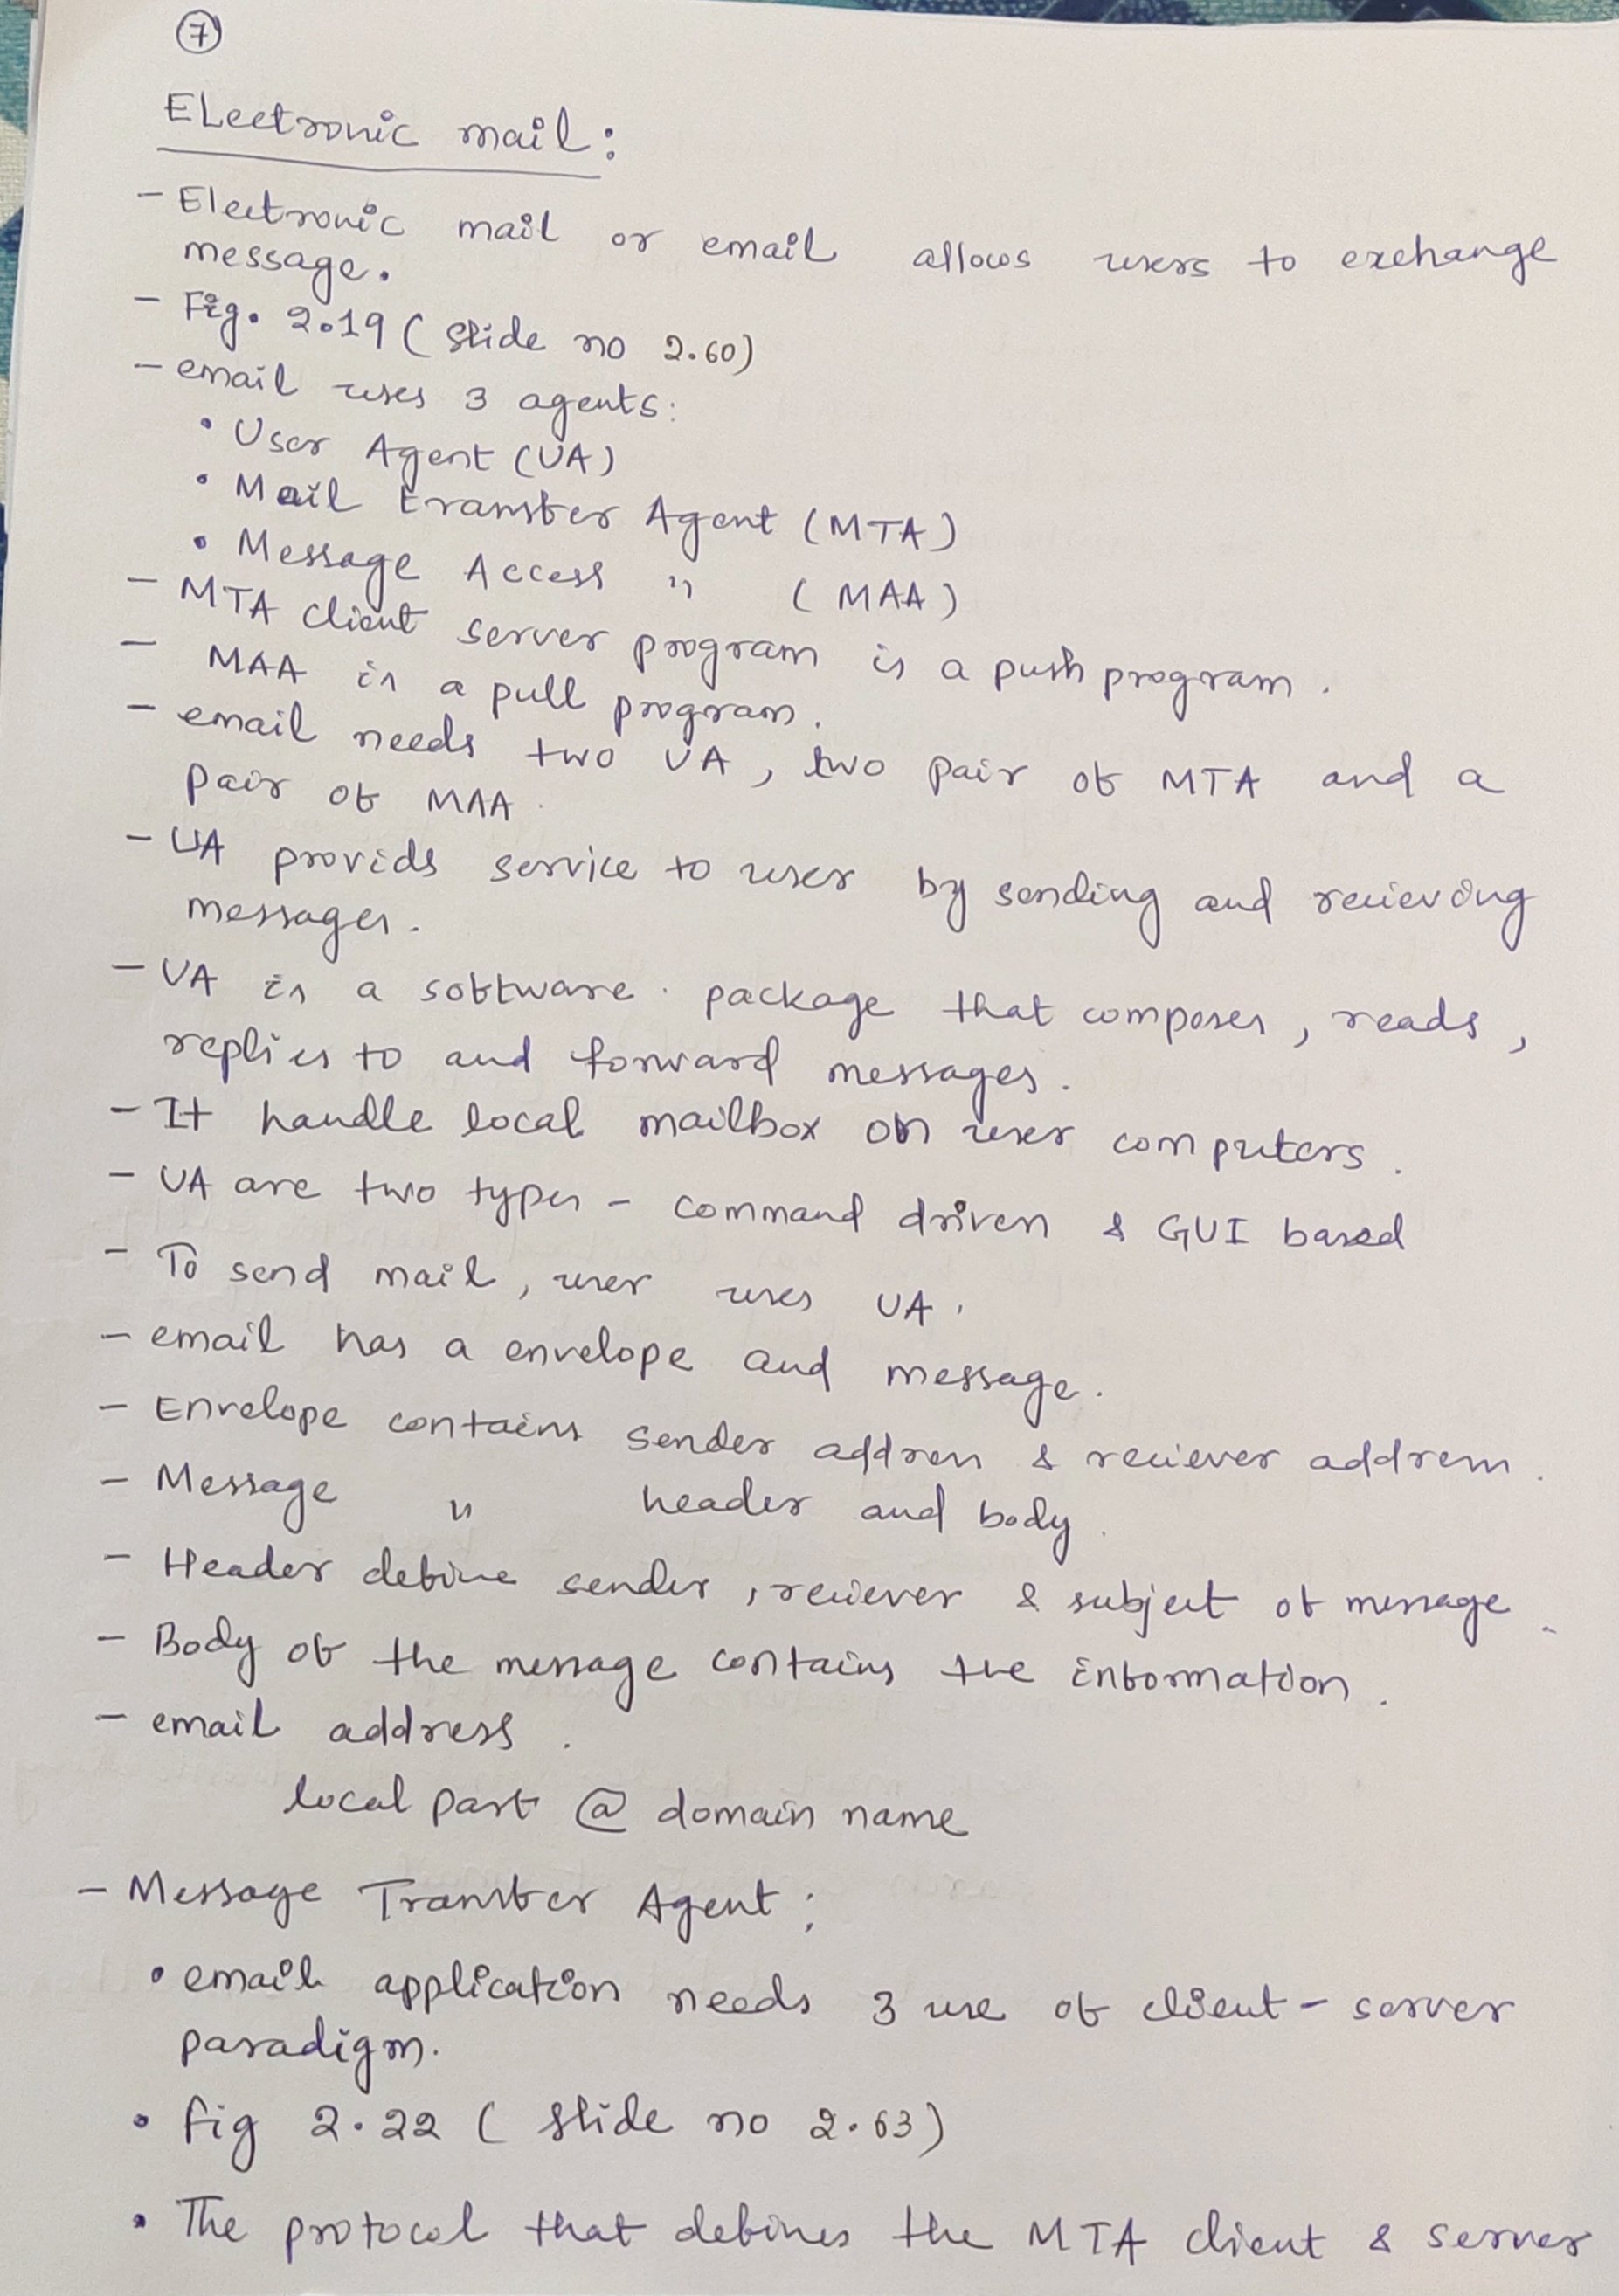 7
Electronic mail:
- Electronic mail or email allows users to exchange
message.
- Fig. 2.19 ( Slide no 2.60)
- email uses 3 agents:
• User Agent (UA)
• Mail transfer Agent (MTA)
• Message Access " (MAA)
- MTA client server program is a push program.
- MAA is a pull program.
- email needs two UA, two pair of MTA and a
pair of MAA.
- UA provids service to user by sending and recieving
messages.
- UA is a software package that composes, reads,
replies to and forward messages.
- It handle local mailbox on user computers.
- UA are two types - command driven & GUI based
- To send mail, user uses UA.
- email has a envelope and message.
- Envelope contains sender address & reciever address.
- Message " header and body.
- Header define sender, reciever & subject of message.
- Body of the message contains the information.
- email address.
local part @ domain name
- Message Transfer Agent:
• email application needs 3 use of client-server
paradigm.
• fig 2.22 ( Slide no 2.63)
• The protocol that defines the MTA client & server